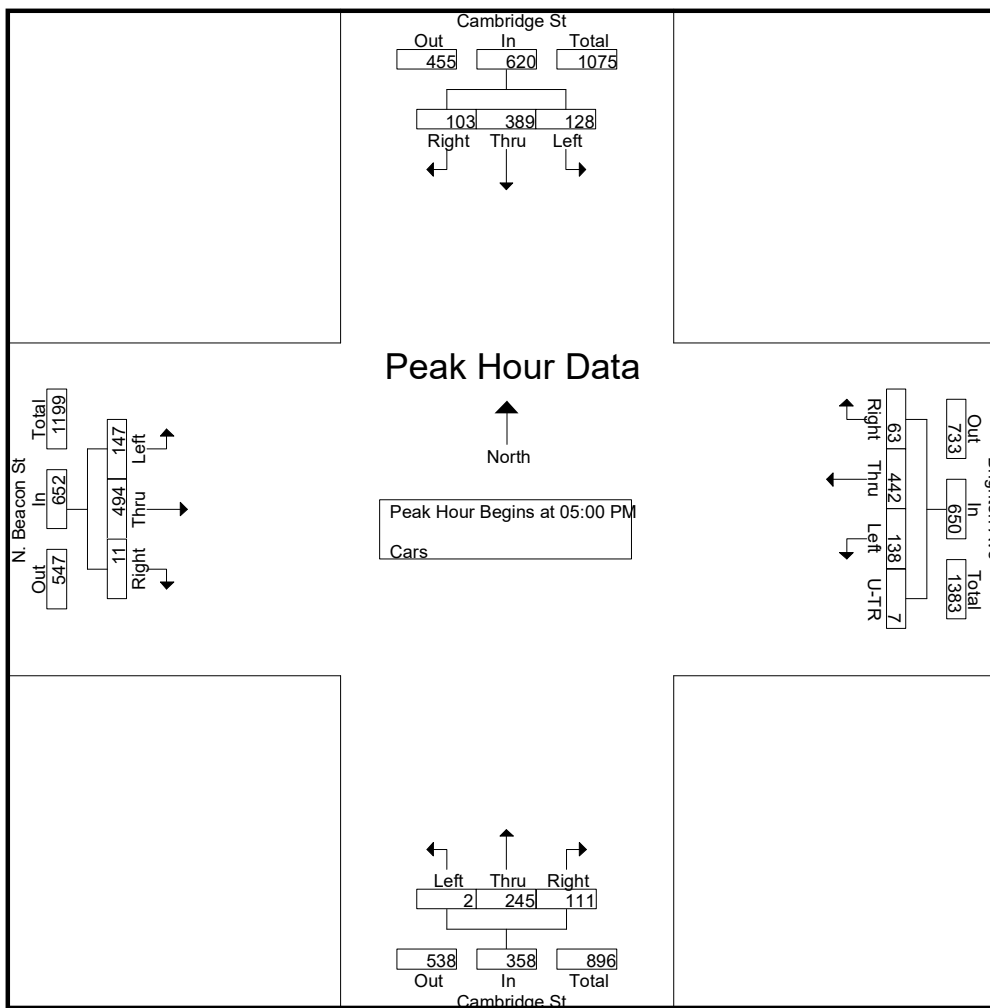 Cambridge St
Out In Total
455 620 1075
103 389 128
Right Thru Left
Peak Hour Data
North
Peak Hour Begins at 05:00 PM
Cars
N. Beacon St
Out In Total
547 652 1199
11 494 147
Right Thru Left
Out In Total
733 650 1383
63 442 138 7
Right Thru Left U-TR
Left Thru Right
2 245 111
538 358 896
Out In Total
Cambridge St